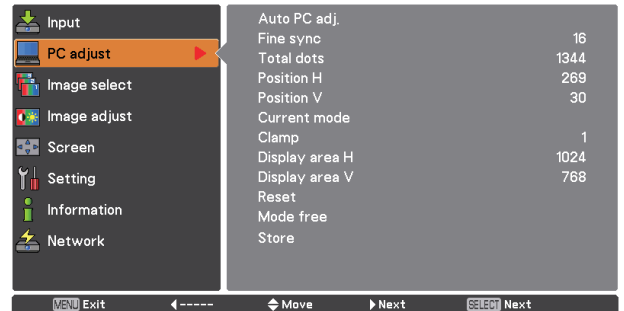 Input
PC adjust
Image select
Image adjust
Screen
Setting
Information
Network
Auto PC adj.
Fine sync 16
Total dots 1344
Position H 269
Position V 30
Current mode
Clamp 1
Display area H 1024
Display area V 768
Reset
Mode free
Store
MENU Exit ----- Move Next SELECT Next